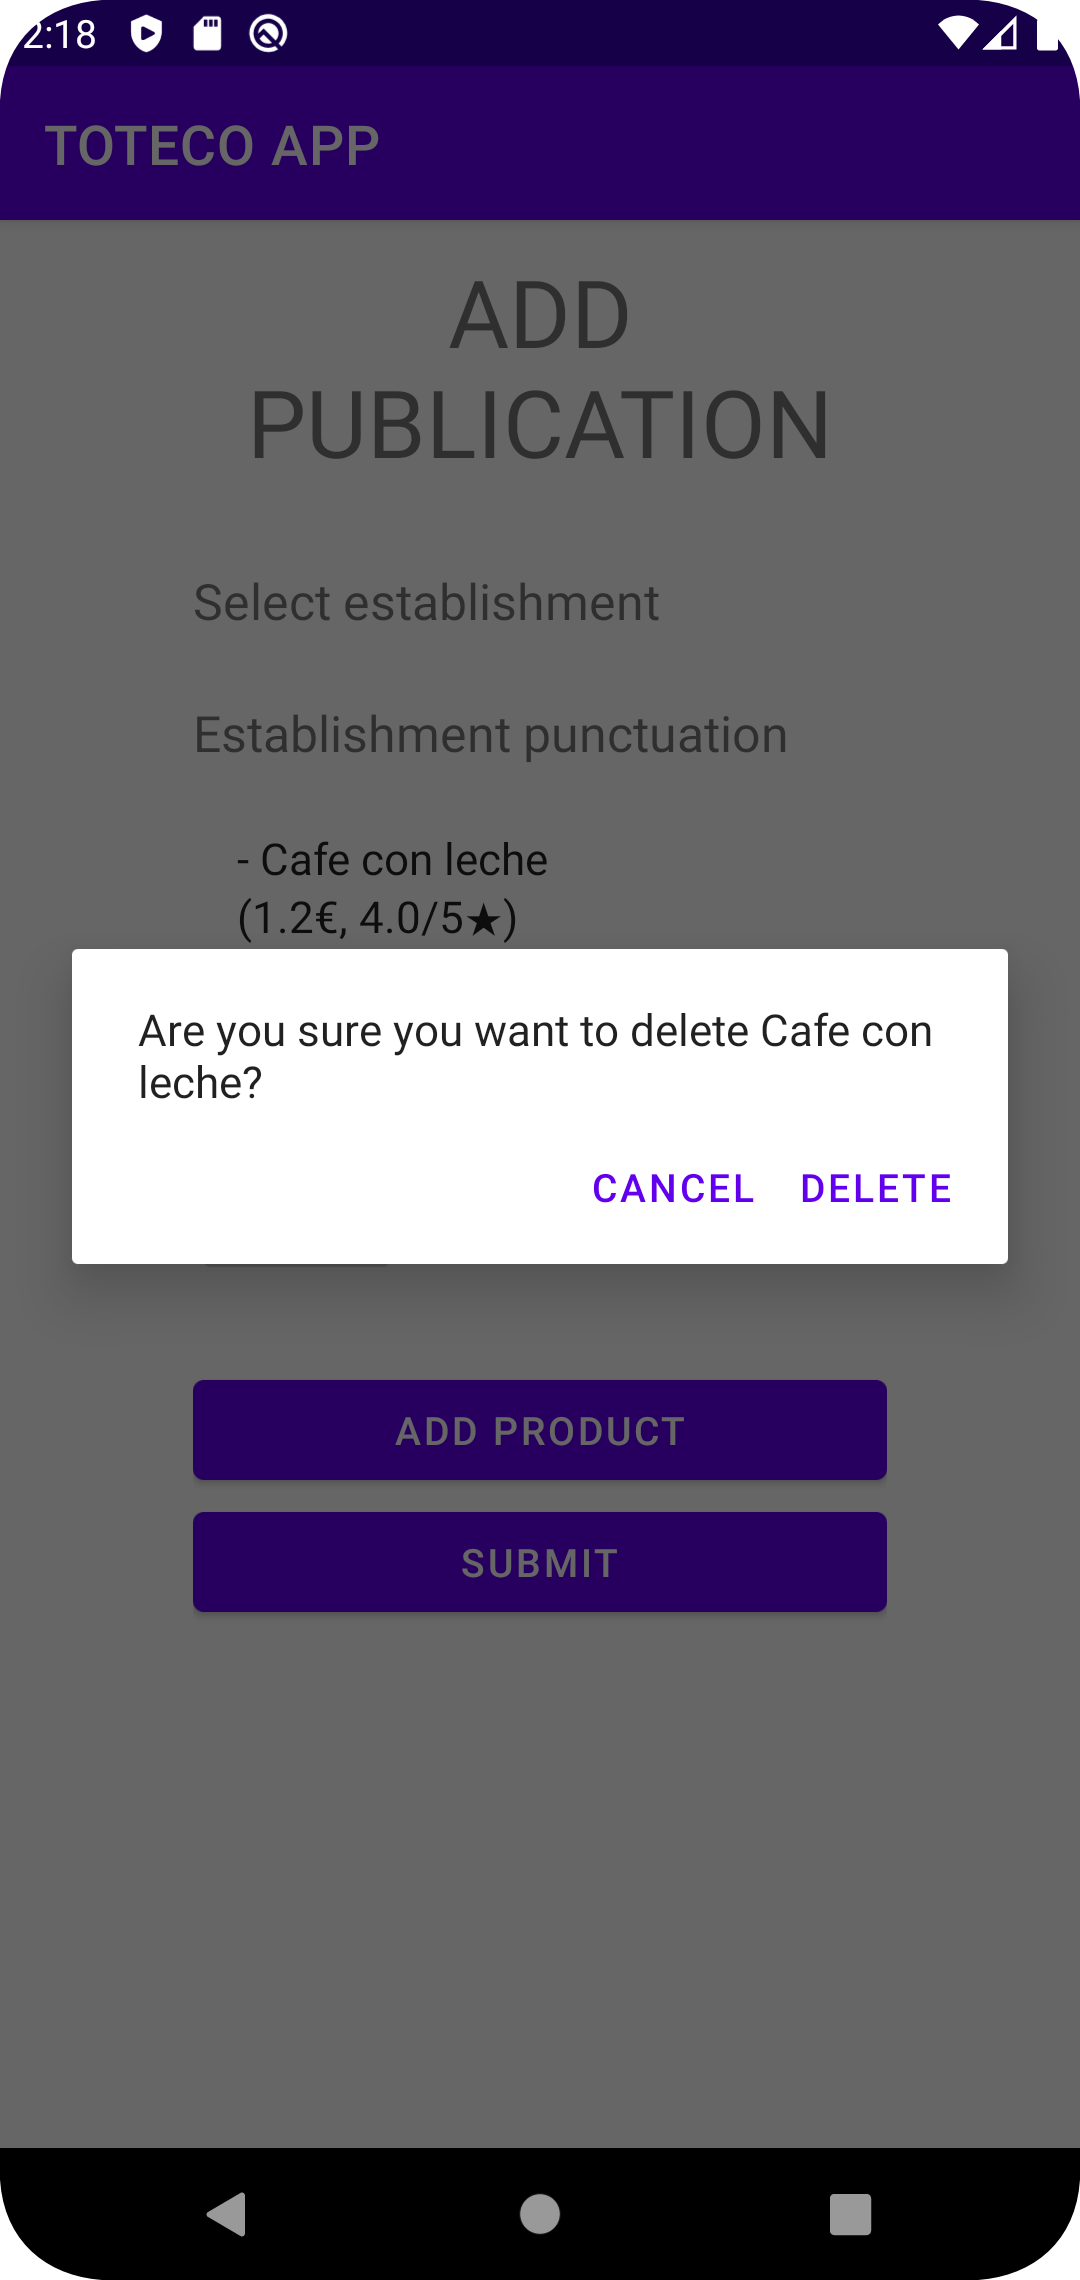 2:18
TOTECO APP
ADD
PUBLICATION
Select establishment
Establishment punctuation
- Cafe con leche
(1.2€, 4.0/5★)
Are you sure you want to delete Cafe con
leche?
CANCEL DELETE
ADD PRODUCT
SUBMIT